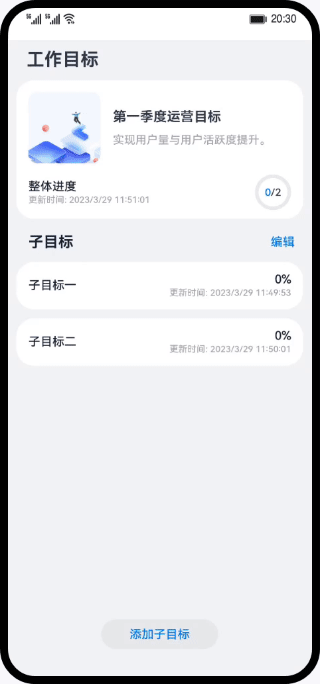 20:30
工作目标
第一季度运营目标
实现用户量与用户活跃度提升。
整体进度
更新时间: 2023/3/29 11:51:01
0/2
子目标
编辑
子目标一
0%
更新时间: 2023/3/29 11:49:53
子目标二
0%
更新时间: 2023/3/29 11:50:01
添加子目标